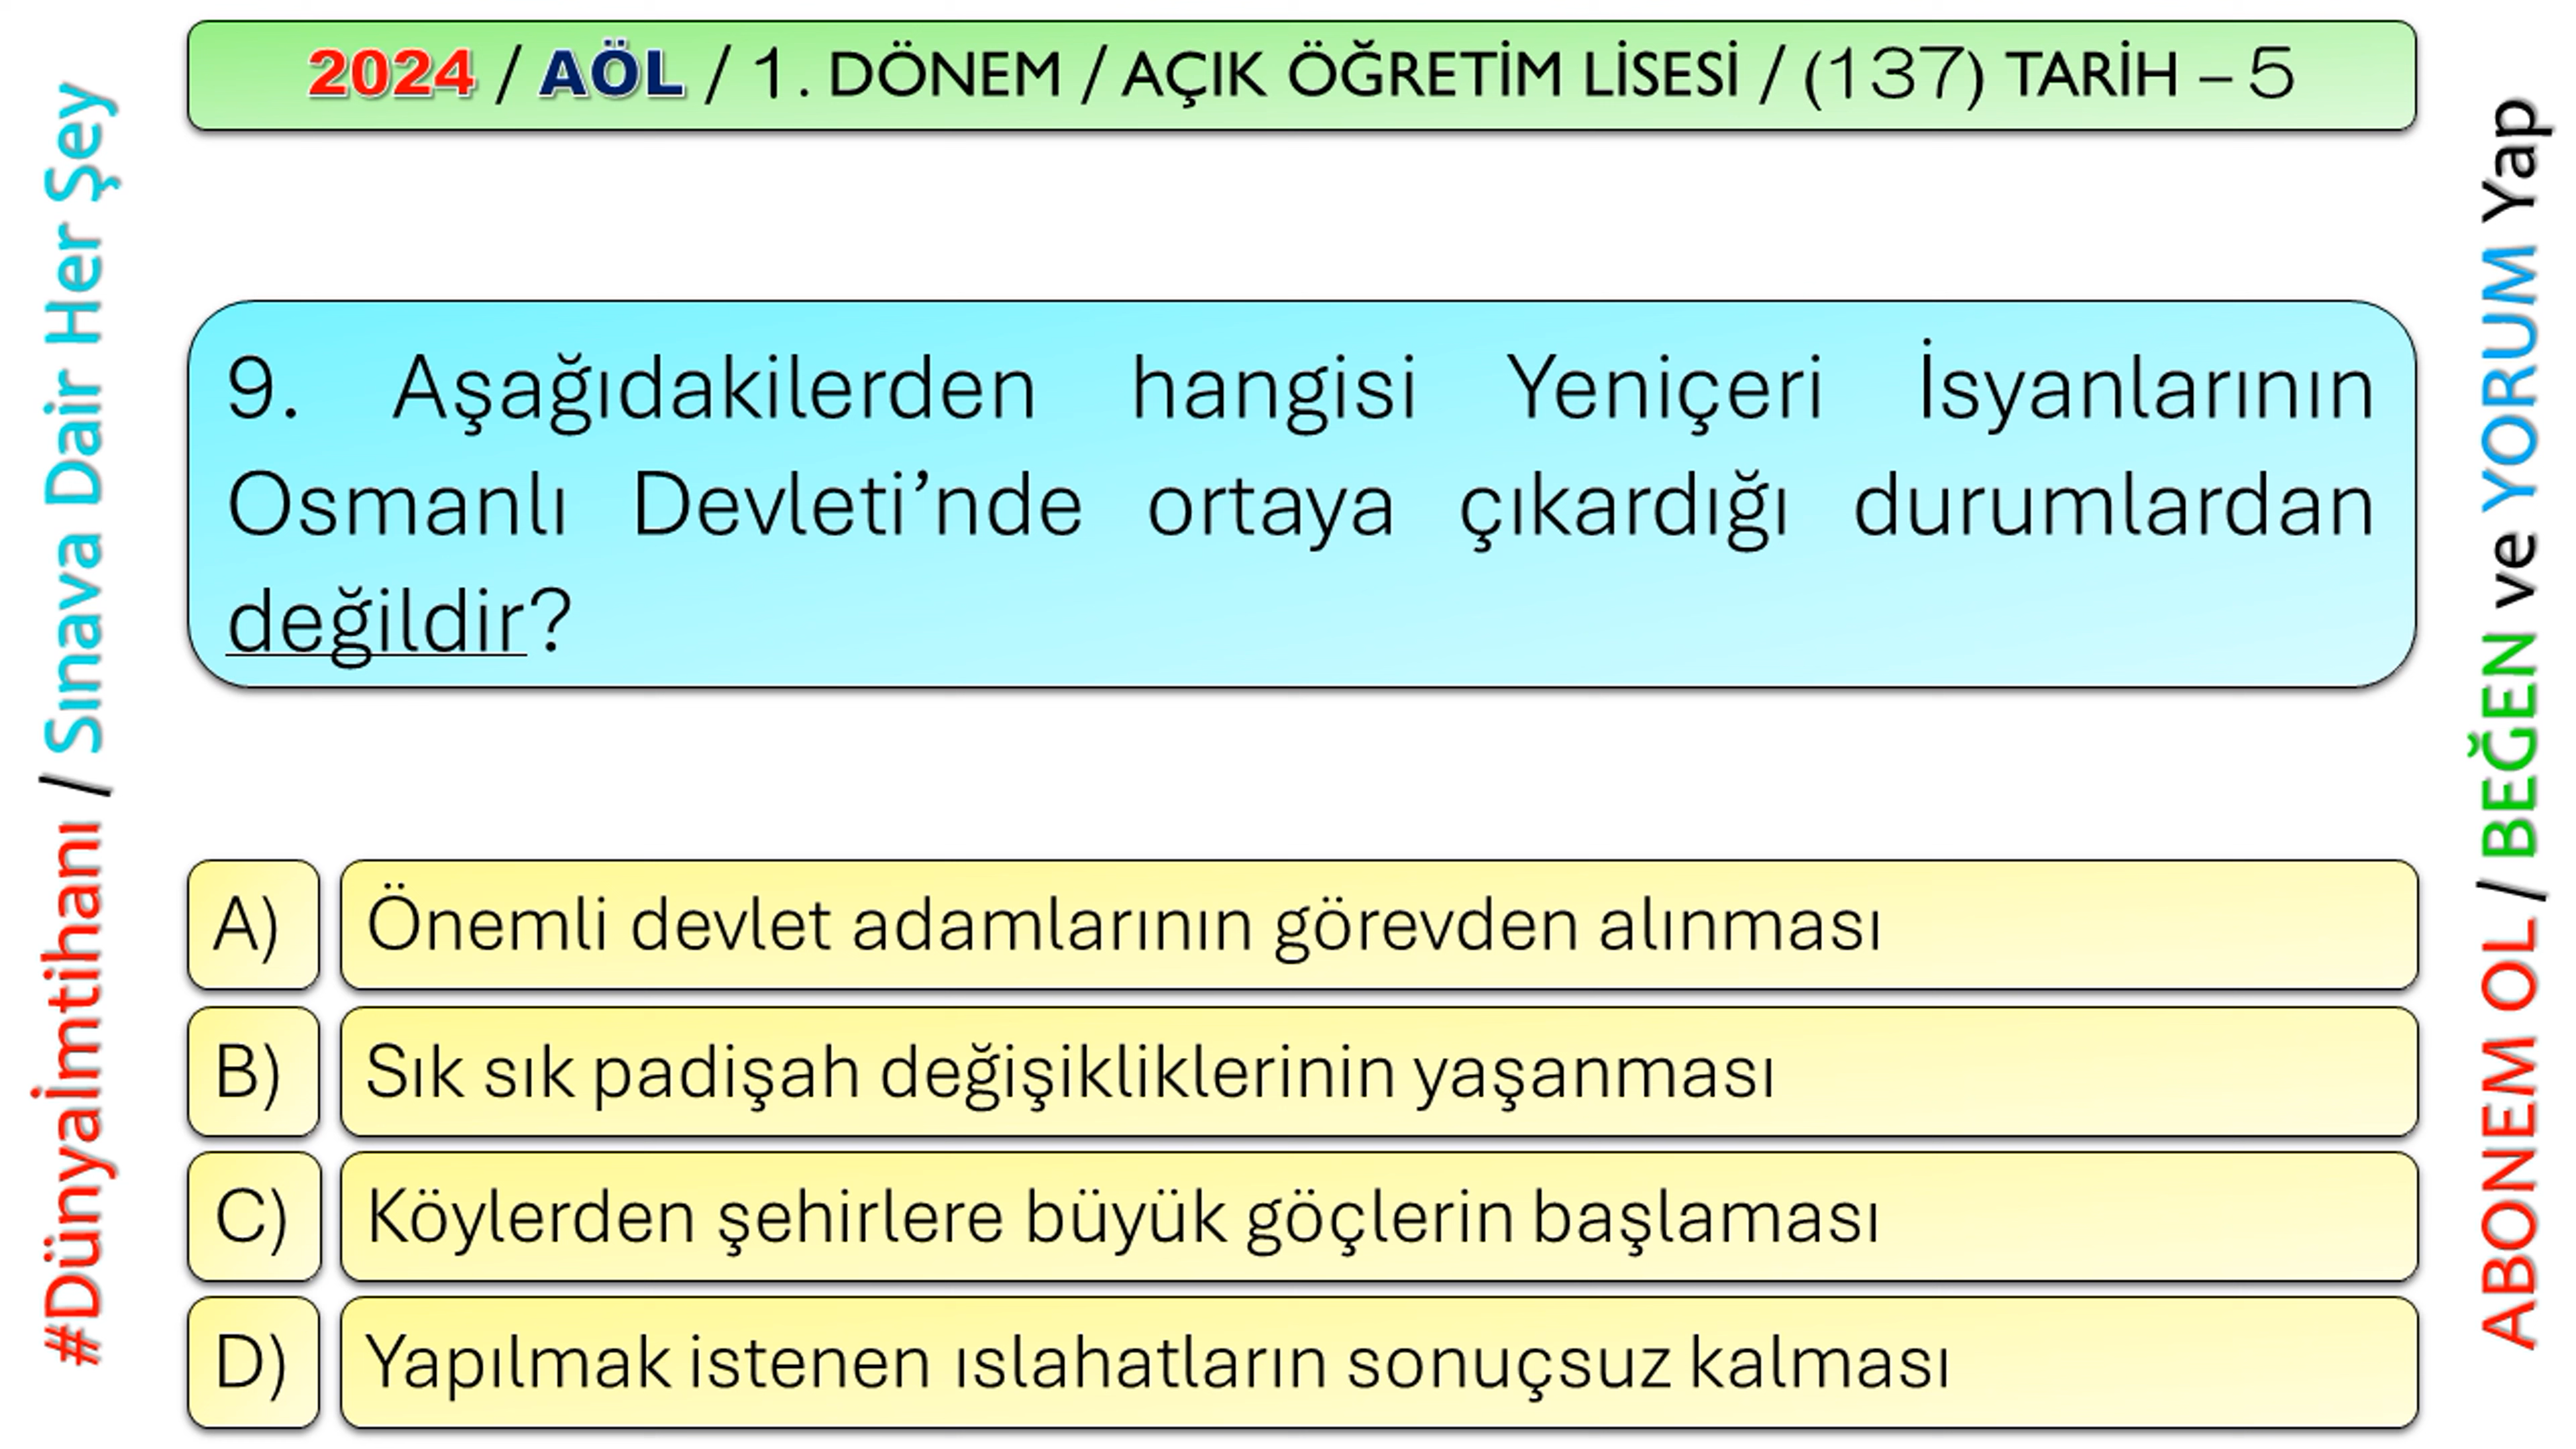 2024 / AÖL / 1. DÖNEM / AÇIK ÖĞRETİM LİSESİ / (137) TARİH – 5
#Dünyaİmtihanı / Sınava Dair Her Şey
9. Aşağıdakilerden hangisi Yeniçeri İsyanlarının
Osmanlı Devleti’nde ortaya çıkardığı durumlardan
değildir?
A) Önemli devlet adamlarının görevden alınması
B) Sık sık padişah değişikliklerinin yaşanması
C) Köylerden şehirlere büyük göçlerin başlaması
D) Yapılmak istenen ıslahatların sonuçsuz kalması
ABONEM OL / BEĞEN ve YORUM Yap